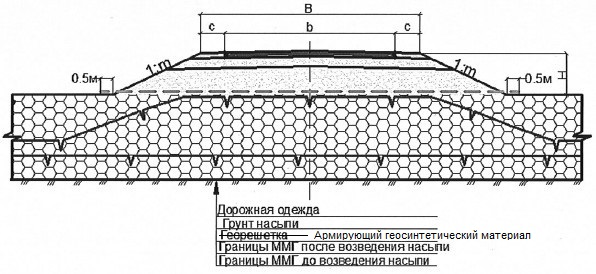 B
c b c
1:m 1:m
0.5м H 0.5м
Дорожная одежда
Грунт насыпи
Георешетка Армирующий геосинтетический материал
Границы ММГ после возведения насыпи
Границы ММГ до возведения насыпи